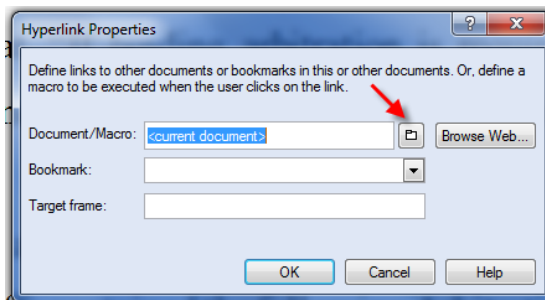 Hyperlink Properties
Define links to other documents or bookmarks in this or other documents. Or, define a
macro to be executed when the user clicks on the link.
Document/Macro: <current document> Browse Web...
Bookmark:
Target frame:
OK Cancel Help